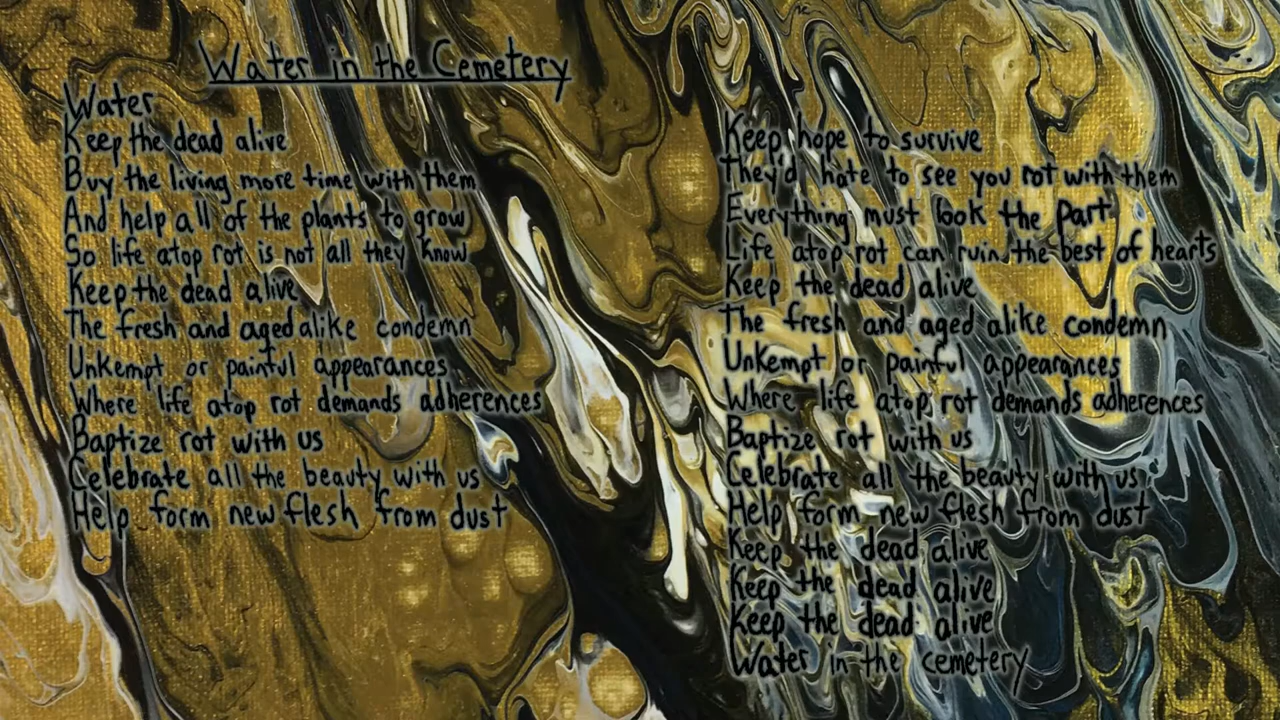 Water in the Cemetery
Water
Keep the dead alive
Buy the living more time with them
And help all of the plants to grow
So life atop rot is not all they know
Keep the dead alive
The fresh and aged alike condemn
Unkempt or painful appearances
Where life atop rot demands adherences
Baptize rot with us
Celebrate all the beauty with us
Help form new flesh from dust
Keep hope to survive
They'd hate to see you rot with them
Everything must look the part
Life atop rot can ruin the best of hearts
Keep the dead alive
The fresh and aged alike condemn
Unkempt or painful appearances
Where life atop rot demands adherences
Baptize rot with us
Celebrate all the beauty with us
Help form new flesh from dust
Keep the dead alive
Keep the dead alive
Keep the dead alive
Water in the cemetery